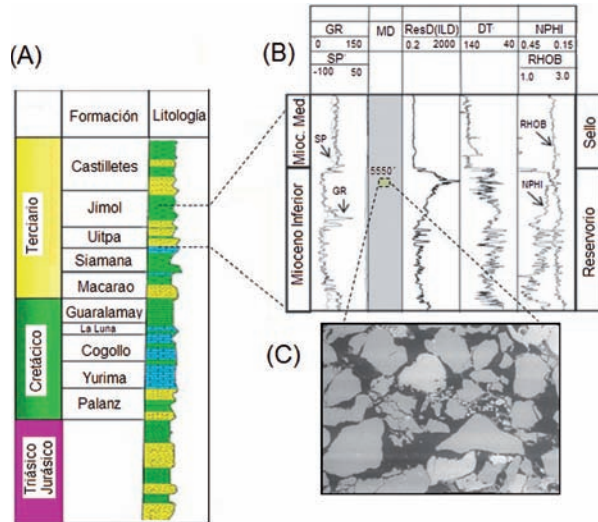 (A)
Formación
Litología
Terciario
Castilletes
Jimol
Uitpa
Siamana
Macarao
Cretácico
Guaralamay
La Luna
Cogollo
Yurima
Palanz
Triásico
Jurásico
(B)
GR
0 150
SP
-100 50
MD
ResD(ILD)
0.2 2000
DT
140 40
NPHI
0.45 0.15
RHOB
1.0 3.0
Mioc. Med
Mioceno Inferior
SP
GR
5550´
RHOB
NPHI
Sello
Reservorio
(C)